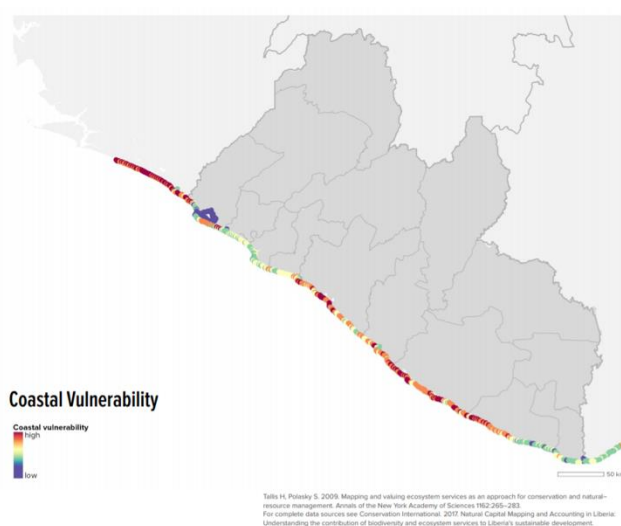 Coastal Vulnerability
Coastal vulnerability
high
low
50 k
Tallis H, Polasky S. 2009. Mapping and valuing ecosystem services as an approach for conservation and natural-
resource management. Annals of the New York Academy of Sciences 1162:265–283.
For complete data sources see Conservation International. 2017. Natural Capital Mapping and Accounting in Liberia:
Understanding the contribution of biodiversity and ecosystem services to Liberia's sustainable development.